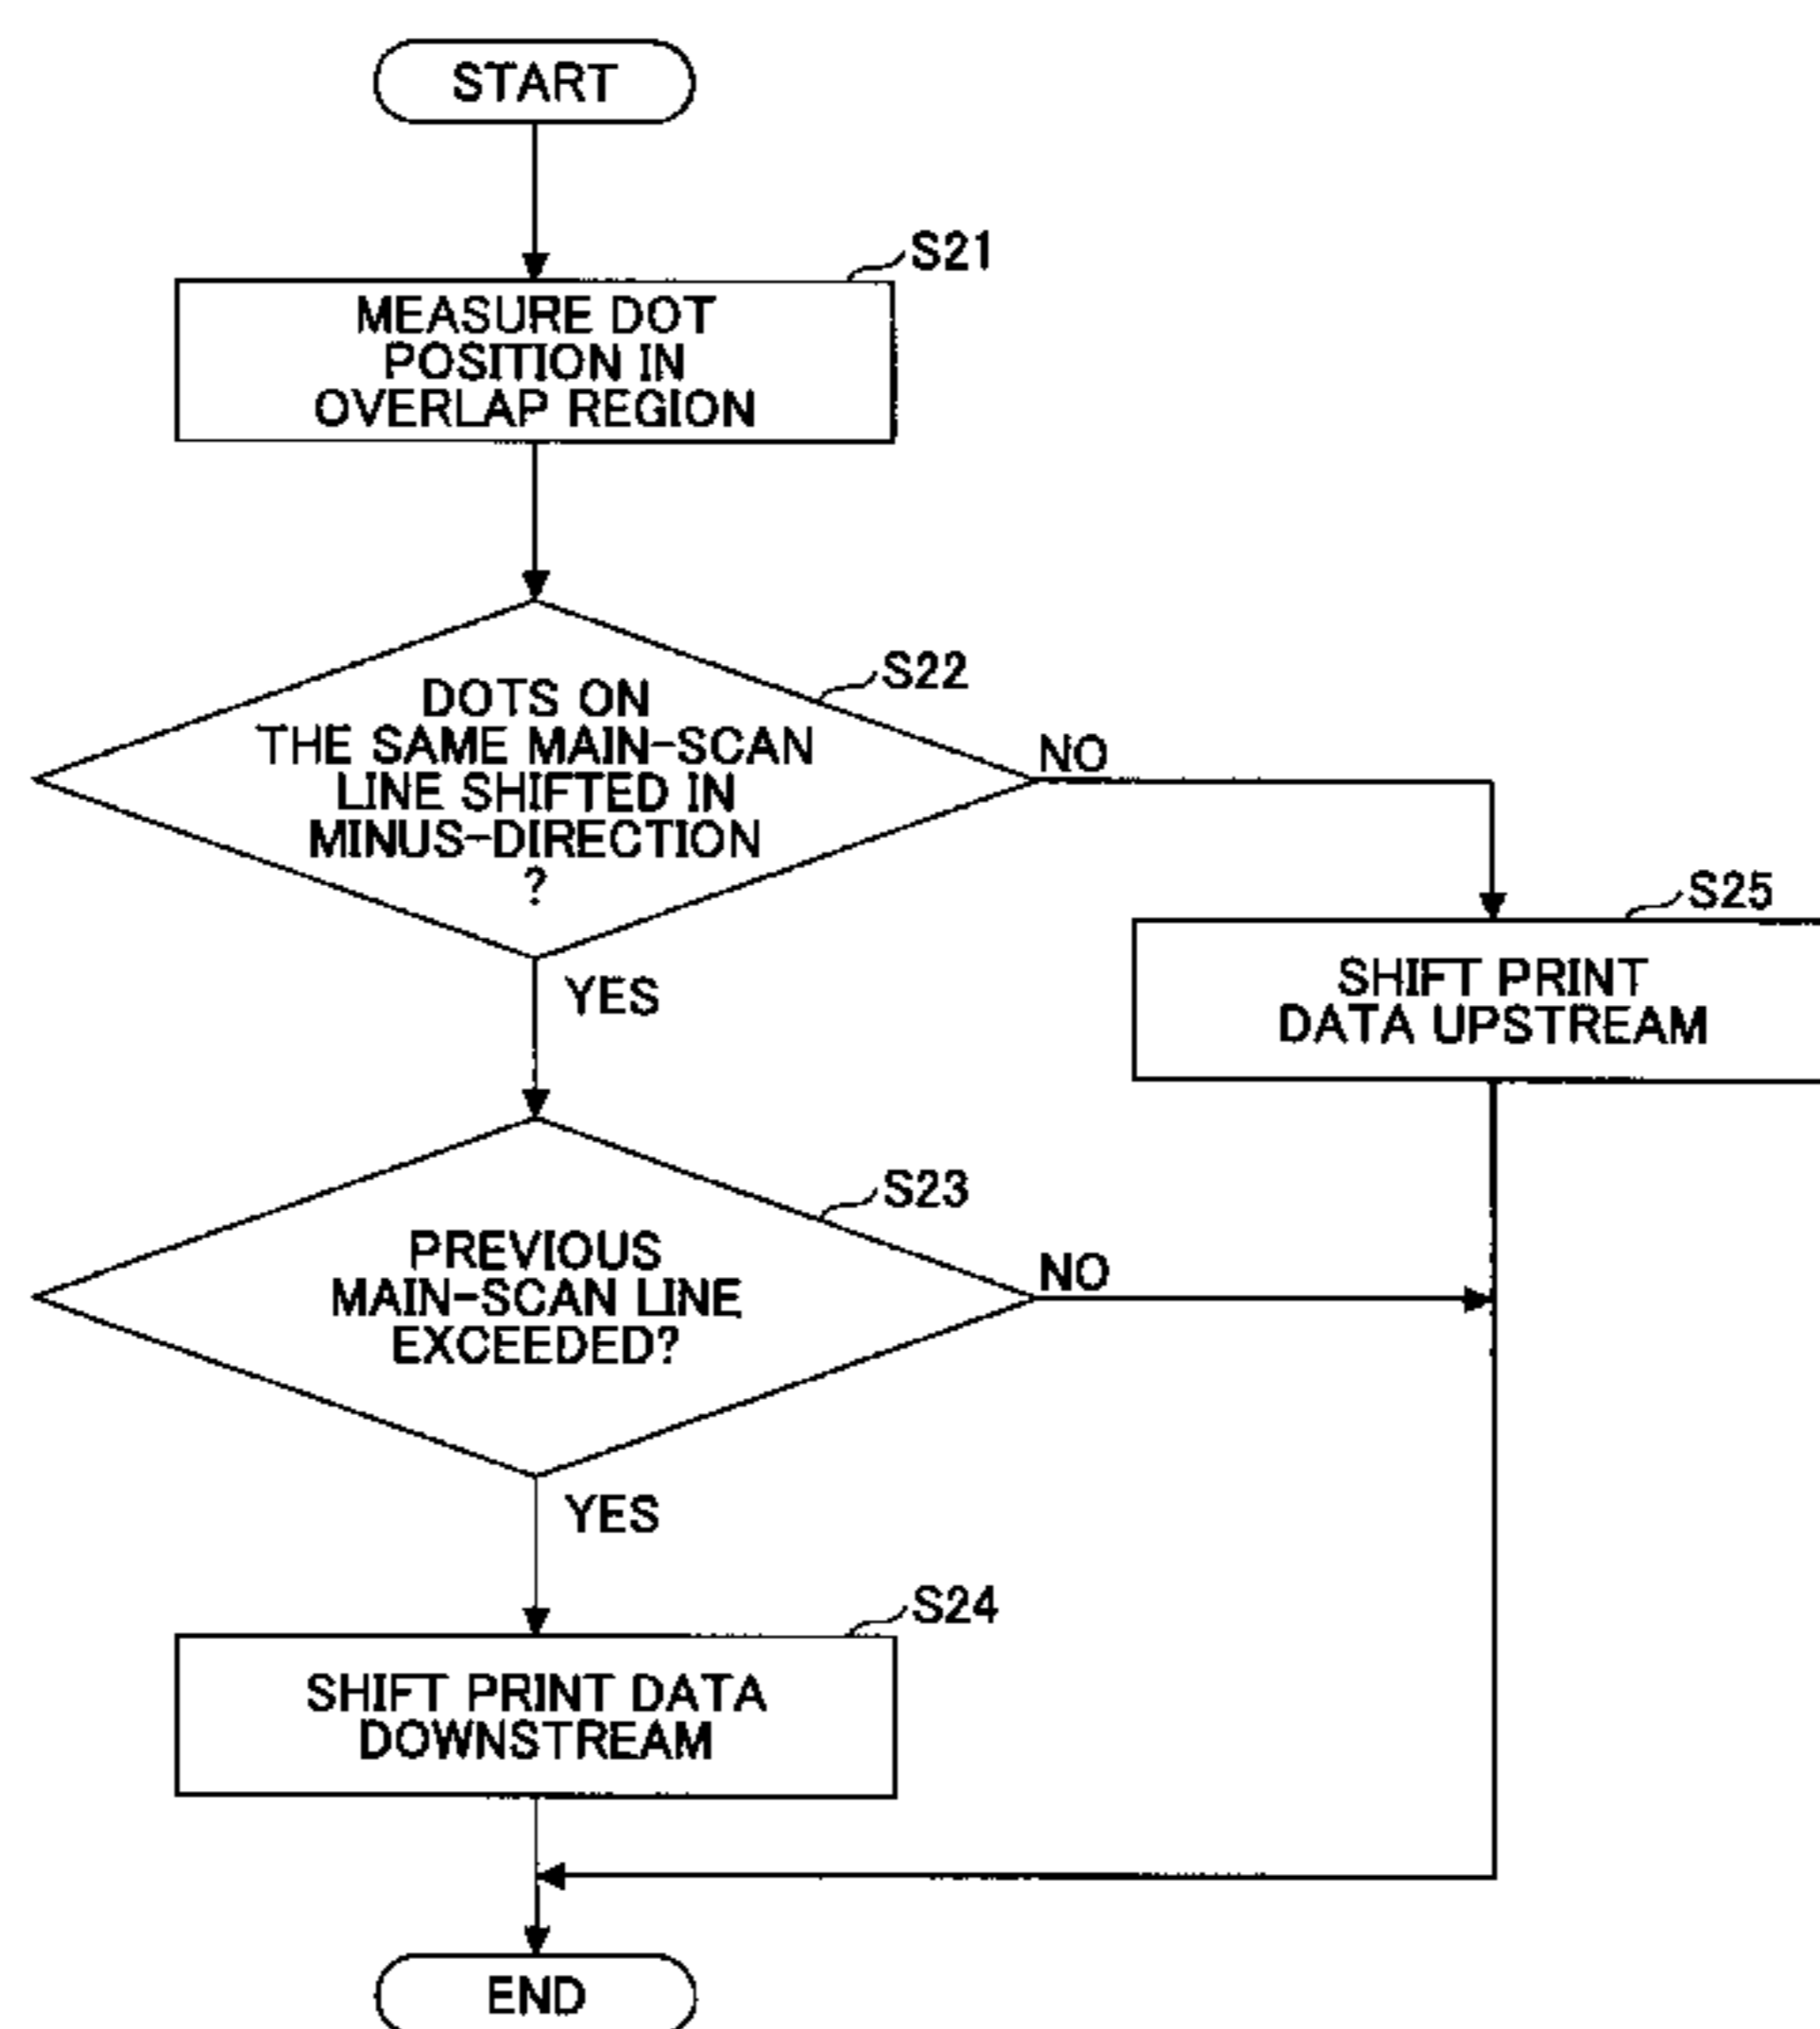 START
S21
MEASURE DOT
POSITION IN
OVERLAP REGION
S22
DOTS ON
THE SAME MAIN-SCAN
LINE SHIFTED IN
MINUS-DIRECTION
?
NO
YES
S25
SHIFT PRINT
DATA UPSTREAM
S23
PREVIOUS
MAIN-SCAN LINE
EXCEEDED?
NO
YES
S24
SHIFT PRINT DATA
DOWNSTREAM
END